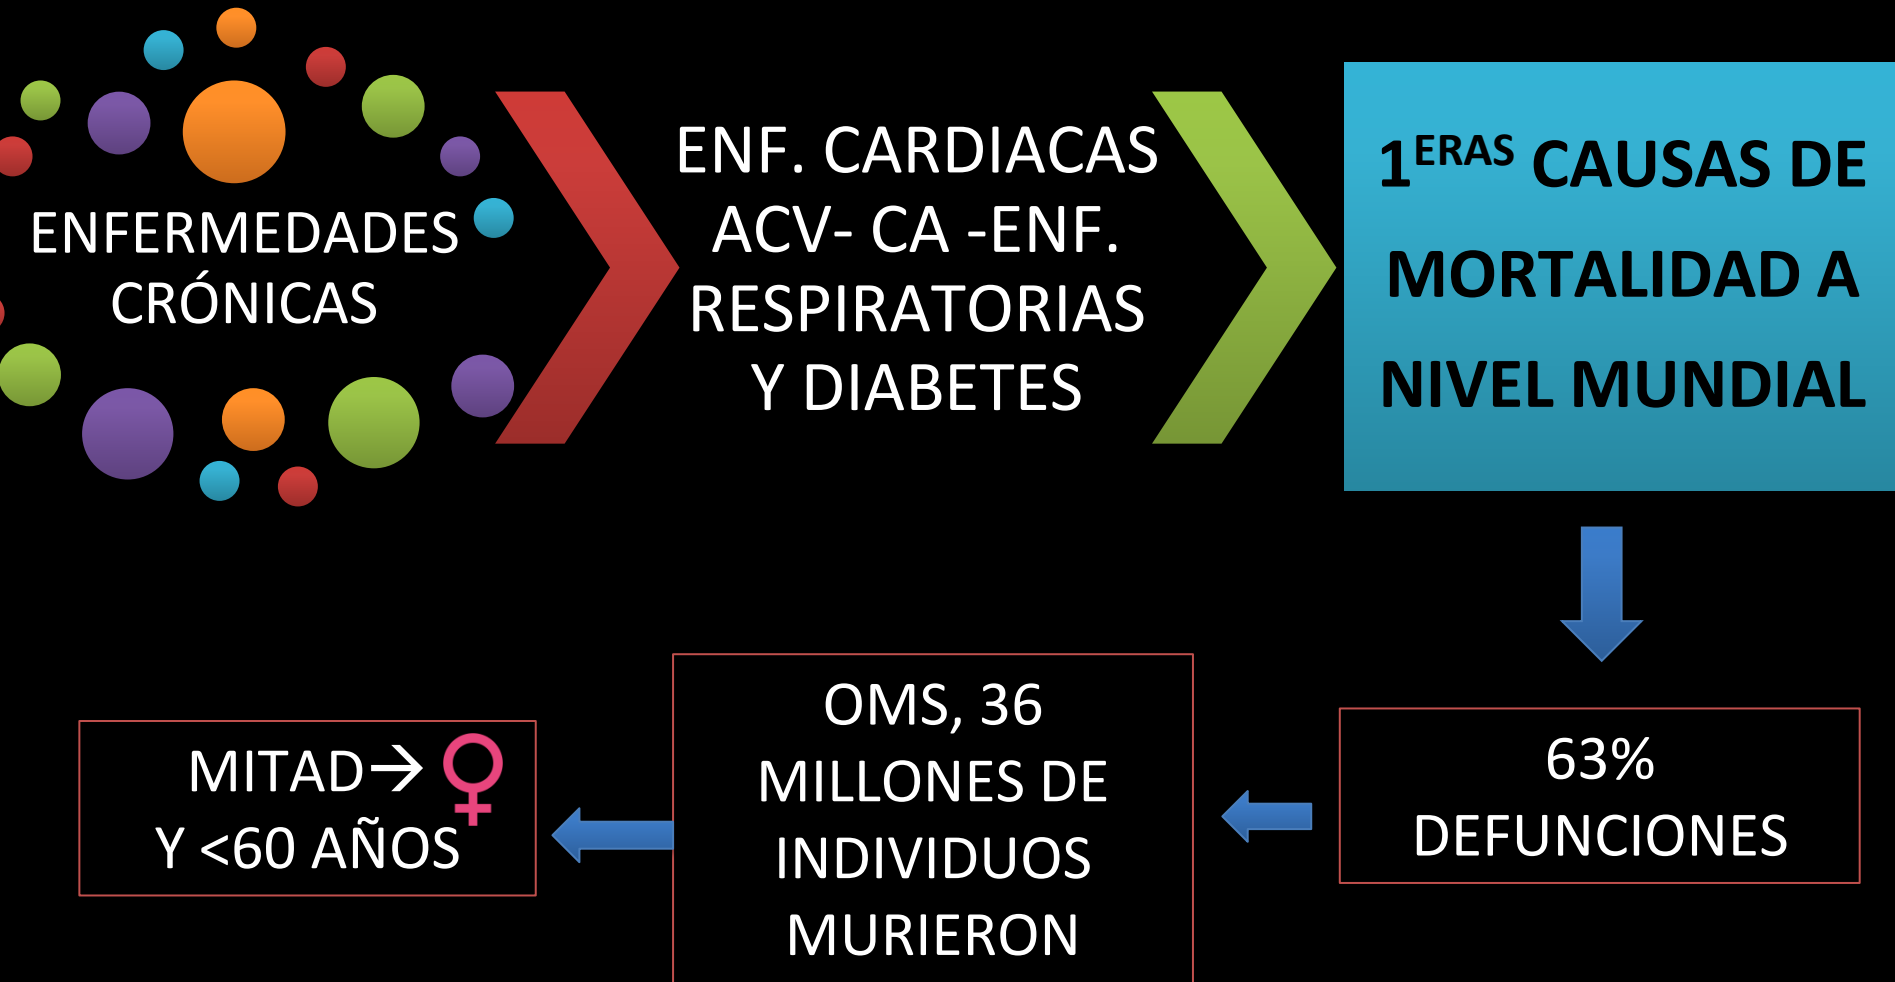 ENFERMEDADES
CRÓNICAS
ENF. CARDIACAS
ACV- CA -ENF.
RESPIRATORIAS
Y DIABETES
1ERAS CAUSAS DE
MORTALIDAD A
NIVEL MUNDIAL
63%
DEFUNCIONES
OMS, 36
MILLONES DE
INDIVIDUOS
MURIERON
MITAD→ ♀
Y <60 AÑOS